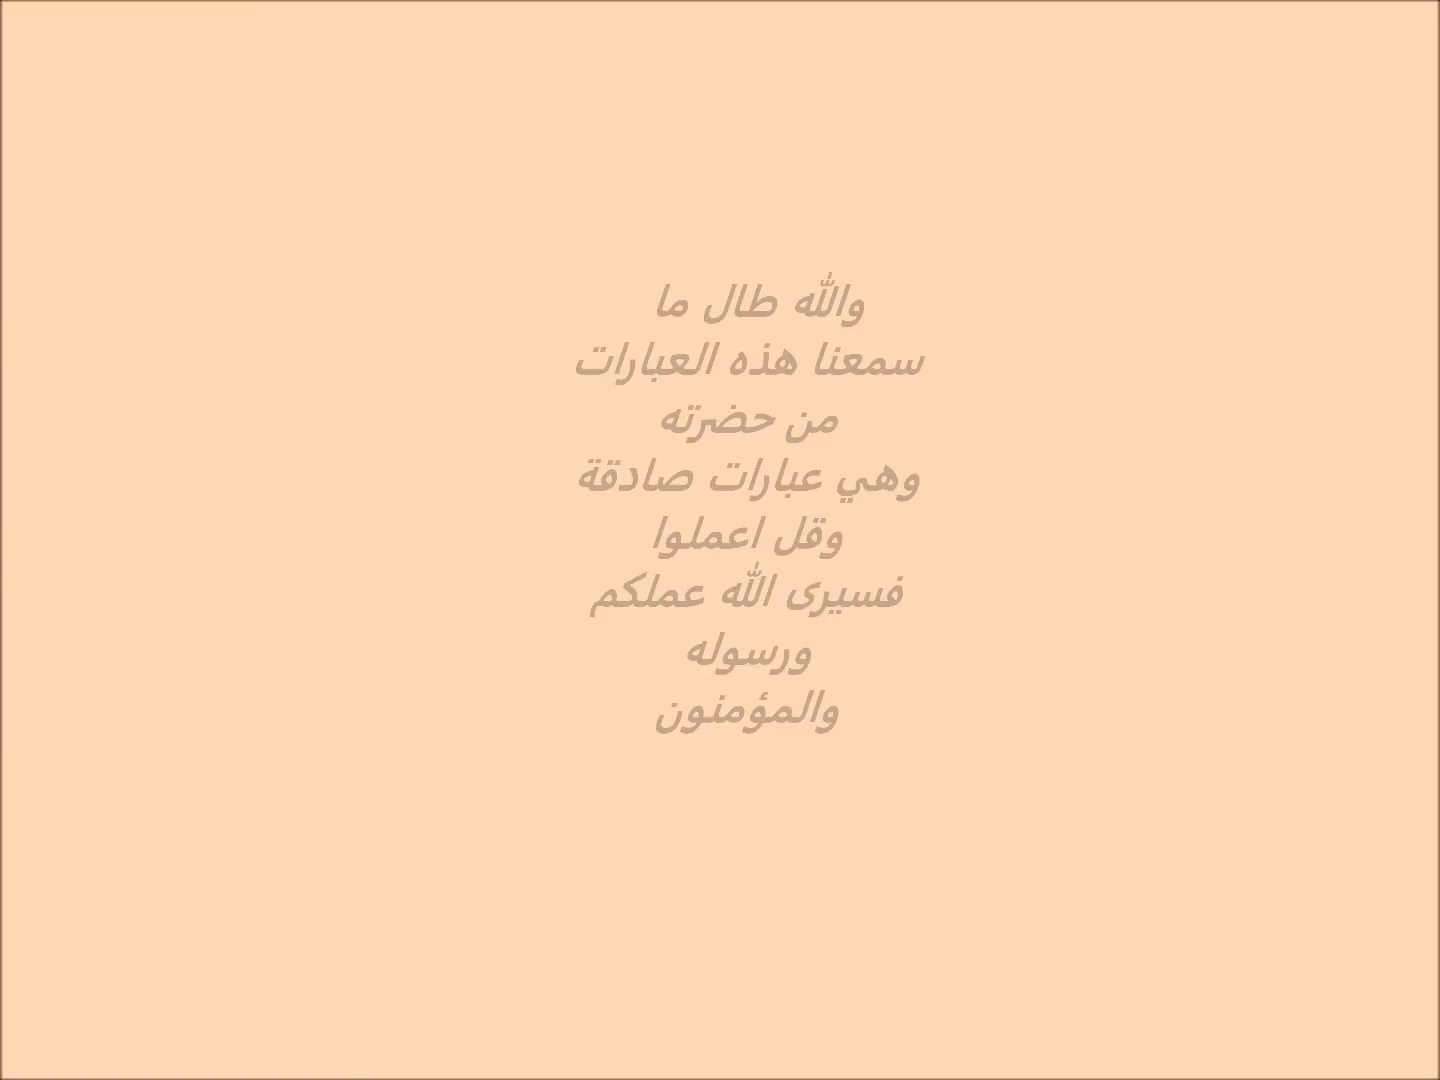 والله طال ما
سمعنا هذه العبارات
من حضرته
وهي عبارات صادقة
وقل اعملوا
فسيرى الله عملكم
ورسوله
والمؤمنون